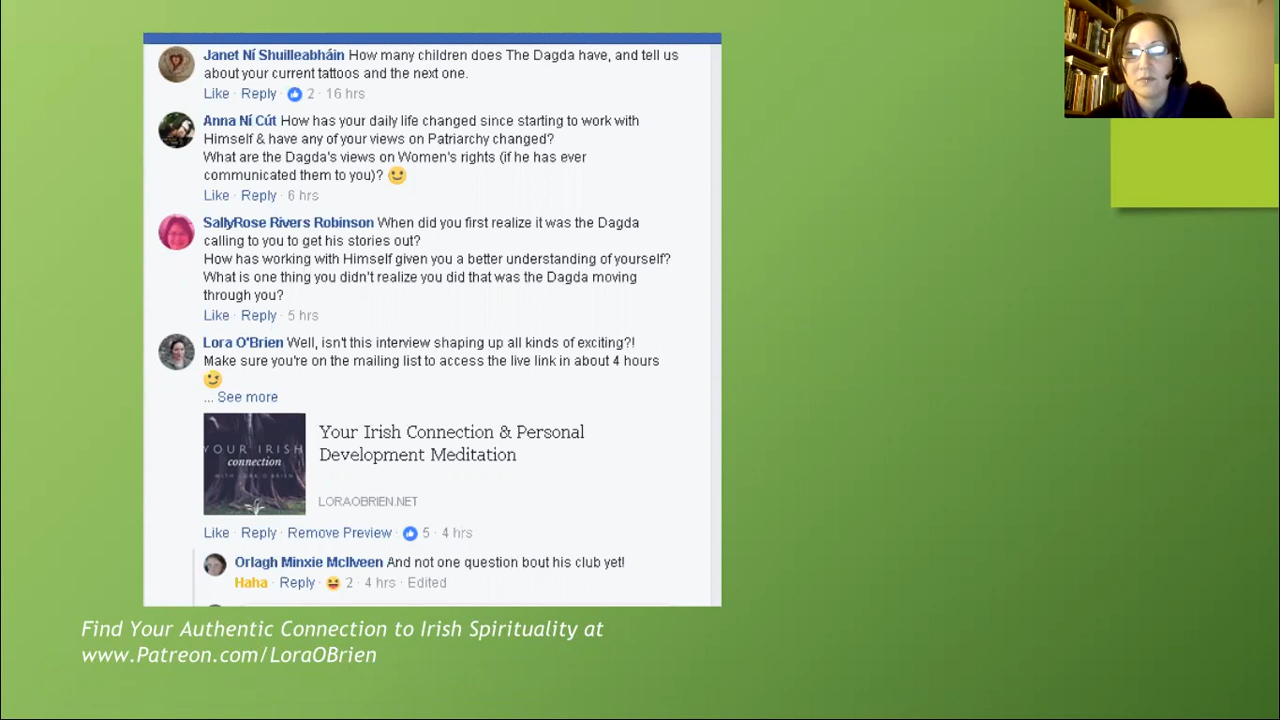 Janet Ní Shuilleabháin How many children does The Dagda have, and tell us
about your current tattoos and the next one.
Like · Reply · 2 · 16 hrs
Anna Ní Cút How has your daily life changed since starting to work with
Himself & have any of your views on Patriarchy changed?
What are the Dagda's views on Women's rights (if he has ever
communicated them to you)?
Like · Reply · 6 hrs
SallyRose Rivers Robinson When did you first realize it was the Dagda
calling to you to get his stories out?
How has working with Himself given you a better understanding of yourself?
What is one thing you didn't realize you did that was the Dagda moving
through you?
Like · Reply · 5 hrs
Lora O'Brien Well, isn't this interview shaping up all kinds of exciting?!
Make sure you're on the mailing list to access the live link in about 4 hours
... See more
YOUR IRISH
connection
WITH LORA O'BRIEN
Your Irish Connection & Personal
Development Meditation
LORAOBRIEN.NET
Like · Reply · Remove Preview · 5 · 4 hrs
Orlagh Minxie McIlveen And not one question bout his club yet!
Haha · Reply · 2 · 4 hrs · Edited
Find Your Authentic Connection to Irish Spirituality at
www.Patreon.com/LoraOBrien